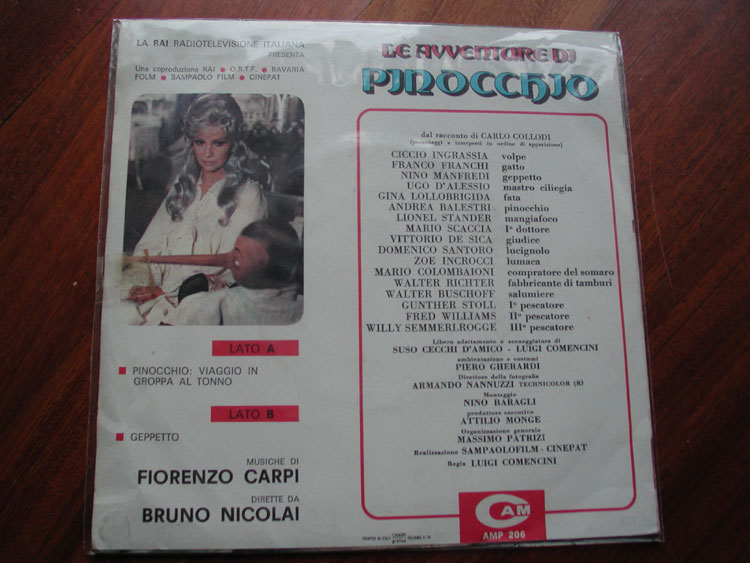 LA RAI RADIOTELEVISIONE ITALIANA
PRESENTA
Una coproduzione RAI • O.R.T.F. • BAVARIA
FOLM • SAMPAOLO FILM • CINEPAT
LATO A
PINOCCHIO: VIAGGIO IN
GROPPA AL TONNO
LATO B
GEPPETTO
MUSICHE DI
FIORENZO CARPI
DIRETTE DA
BRUNO NICOLAI
LE AVVENTURE DI
PINOCCHIO
dal racconto di CARLO COLLODI
(personaggi e interpreti in ordine di apparizione)
CICCIO INGRASSIA volpe
FRANCO FRANCHI gatto
NINO MANFREDI geppetto
UGO D'ALESSIO mastro ciliegia
GINA LOLLOBRIGIDA fata
ANDREA BALESTRI pinocchio
LIONEL STANDER mangiafoco
MARIO SCACCIA I° dottore
VITTORIO DE SICA giudice
DOMENICO SANTORO lucignolo
ZOE INCROCCI lumaca
MARIO COLOMBAIONI compratore del somaro
WALTER RICHTER fabbricante di tamburi
WALTER BUSCHOFF salumiere
GUNTHER STOLL I° pescatore
FRED WILLIAMS II° pescatore
WILLY SEMMERLROGGE III° pescatore
Libero adattamento e sceneggiatura di
SUSO CECCHI D'AMICO - LUIGI COMENCINI
ambientazione e costumi
PIERO GHERARDI
Direttore della fotografia
ARMANDO NANNUZZI TECHNICOLOR (R)
Montaggio
NINO BARAGLI
produttore esecutivo
ATTILIO MONGE
Organizzazione generale
MASSIMO PATRIZI
Realizzazione SAMPAOLOFILM - CINEPAT
Regia LUIGI COMENCINI
CAM
AMP 206
PRINTED IN ITALY